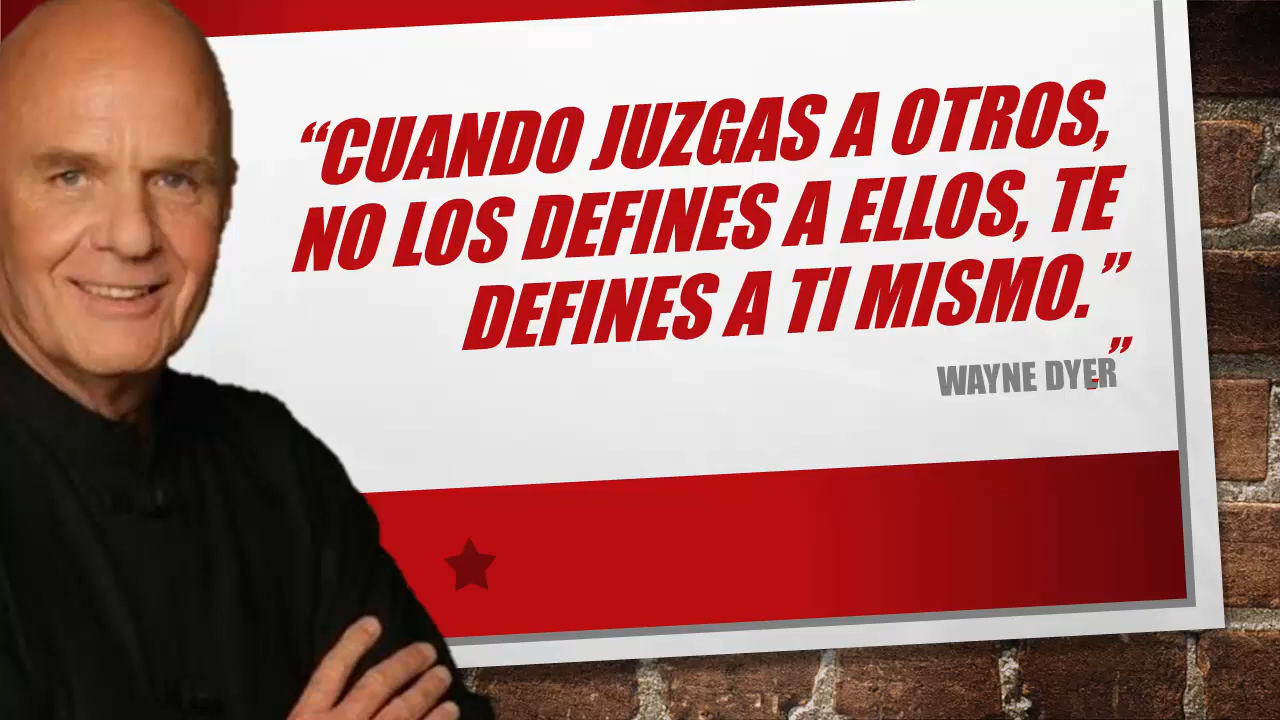 “CUANDO JUZGAS A OTROS,
NO LOS DEFINES A ELLOS, TE
DEFINES A TI MISMO.”
”
WAYNE DYER